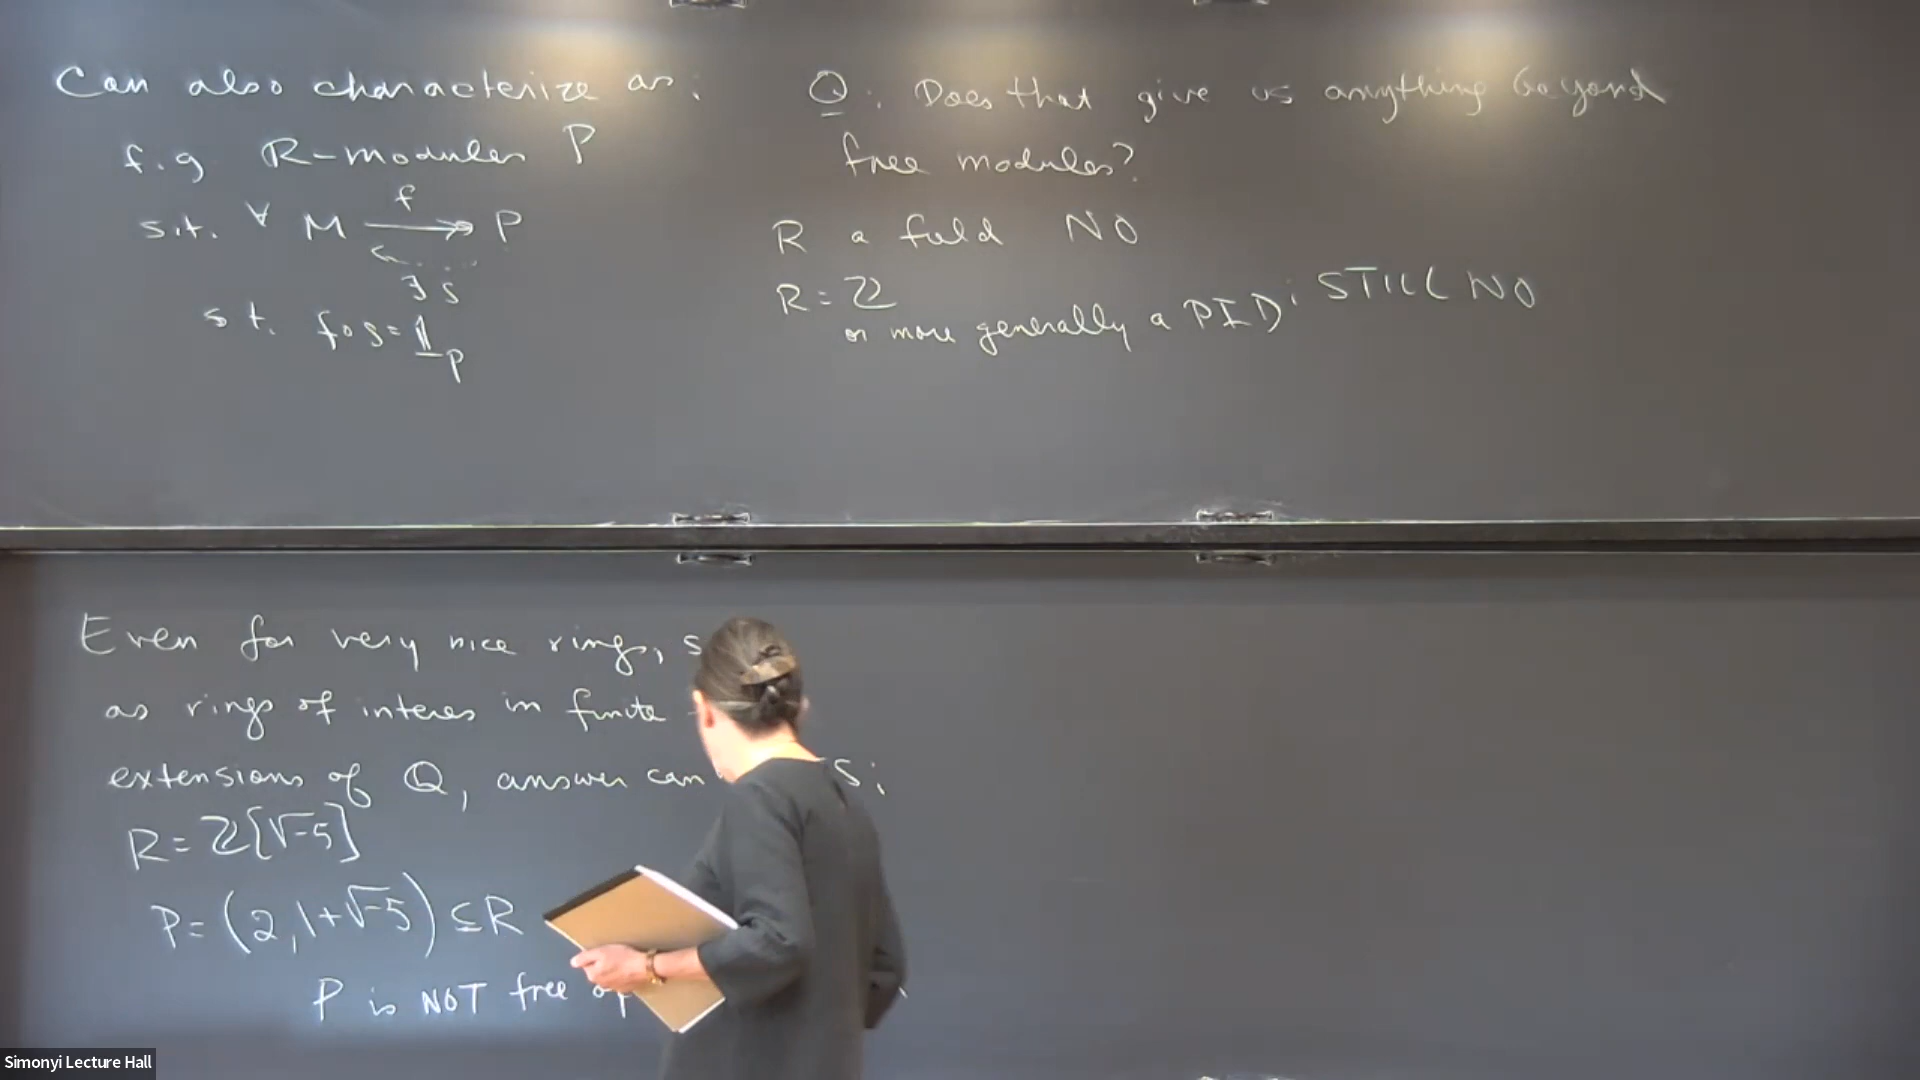 Can also characterize as:
f.g R-modules P
s.t. ∀ M ↠ P
f
∃ s
s.t. f∘s = 𝟙_P
Q: Does that give us anything beyond
free modules?
R a field NO
R = ℤ
or more generally a PID: STILL NO
Even for very nice rings,
as rings of interes in finite
extensions of Q, answer can
R = ℤ[√-5]
P = (2, 1+√-5) ⊆ R
P is NOT free
Simonyi Lecture Hall